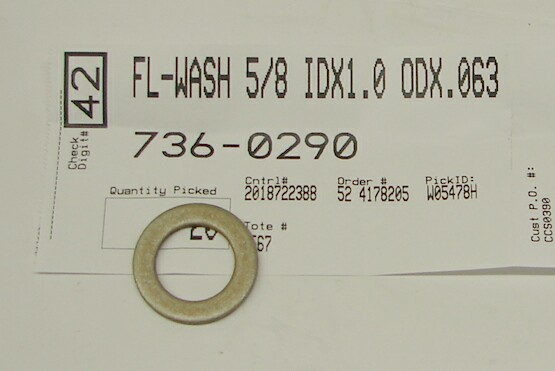 42
Check
Digit#
FL-WASH 5/8 IDX1.0 ODX.063
736-0290
Quantity Picked
Cntrl#
2018722388
Order #
52 4178205
PickID:
W05478H
Tote #
Cust P.O. #:
CCS0390